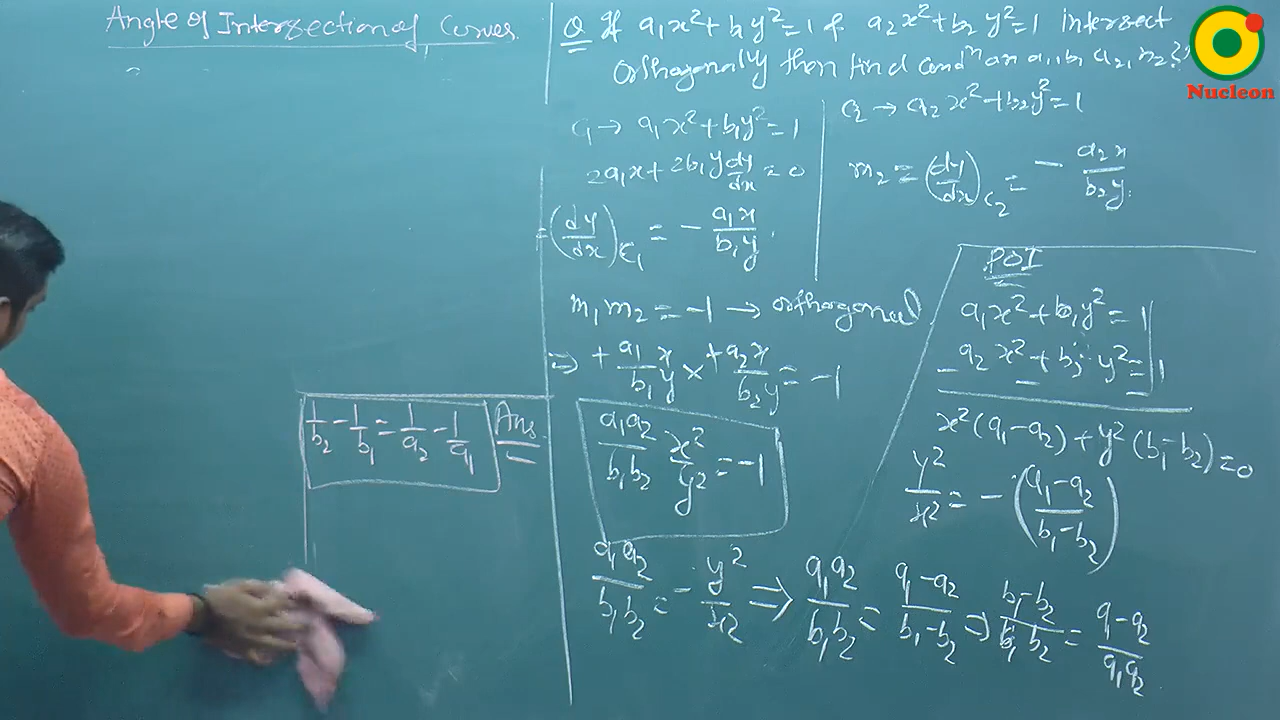 Angle of Intersection of Curves
Q If a₁x²+b₁y²=1 & a₂x²+b₂y²=1 intersect
orthogonally then find condⁿ on a₁, b₁, a₂, b₂?
Nucleon
C₁ → a₁x²+b₁y²=1
2a₁x+2b₁y dy/dx=0
=(dy/dx)C₁ = -a₁x/b₁y
C₂ → a₂x²+b₂y²=1
m₂ = (dy/dx)C₂ = -a₂x/b₂y
m₁m₂ = -1 → orthogonal
⇒ +a₁x/b₁y × +a₂x/b₂y = -1
a₁a₂/b₁b₂ x²/y² = -1
POI
a₁x²+b₁y²=1
-a₂x²+b₂y²=1
x²(a₁-a₂)+y²(b₁-b₂)=0
y²/x² = -(a₁-a₂/b₁-b₂)
a₁a₂/b₁b₂ = -y²/x² ⇒ a₁a₂/b₁b₂ = a₁-a₂/b₁-b₂ ⇒ b₁-b₂/b₁b₂ = a₁-a₂/a₁a₂
1/b₂ - 1/b₁ = 1/a₂ - 1/a₁ Ans.